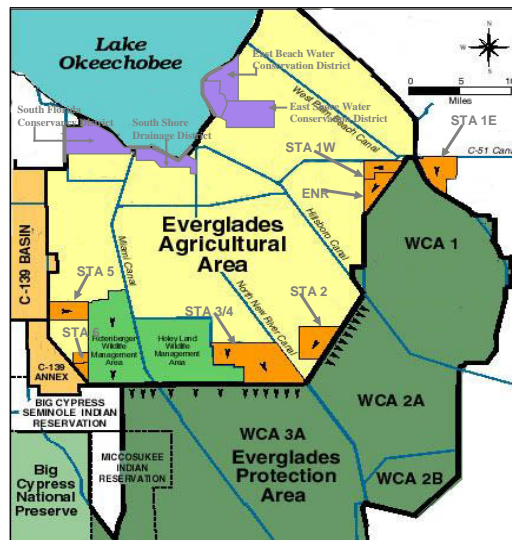 Lake
Okeechobee
East Beach Water
Conservation District
N
W
E
S
0
5
10
Miles
South Florida
Conservancy District
South Shore
Drainage District
East Shore Water
Conservation District
West Palm Beach Canal
STA 1E
STA 1W
C-51 Canal
ENR
Everglades
Agricultural
Area
Hillsboro Canal
WCA 1
C-139 BASIN
Miami Canal
North New River Canal
STA 5
STA 3/4
STA 2
STA 6
Rotenberger
Wildlife
Management
Area
Holey Land
Wildlife
Management
Area
C-139
ANNEX
BIG CYPRESS
SEMINOLE INDIAN
RESERVATION
WCA 2A
WCA 3A
Everglades
Protection
Area
WCA 2B
MICCOSUKEE
INDIAN
RESERVATION
Big
Cypress
National
Preserve